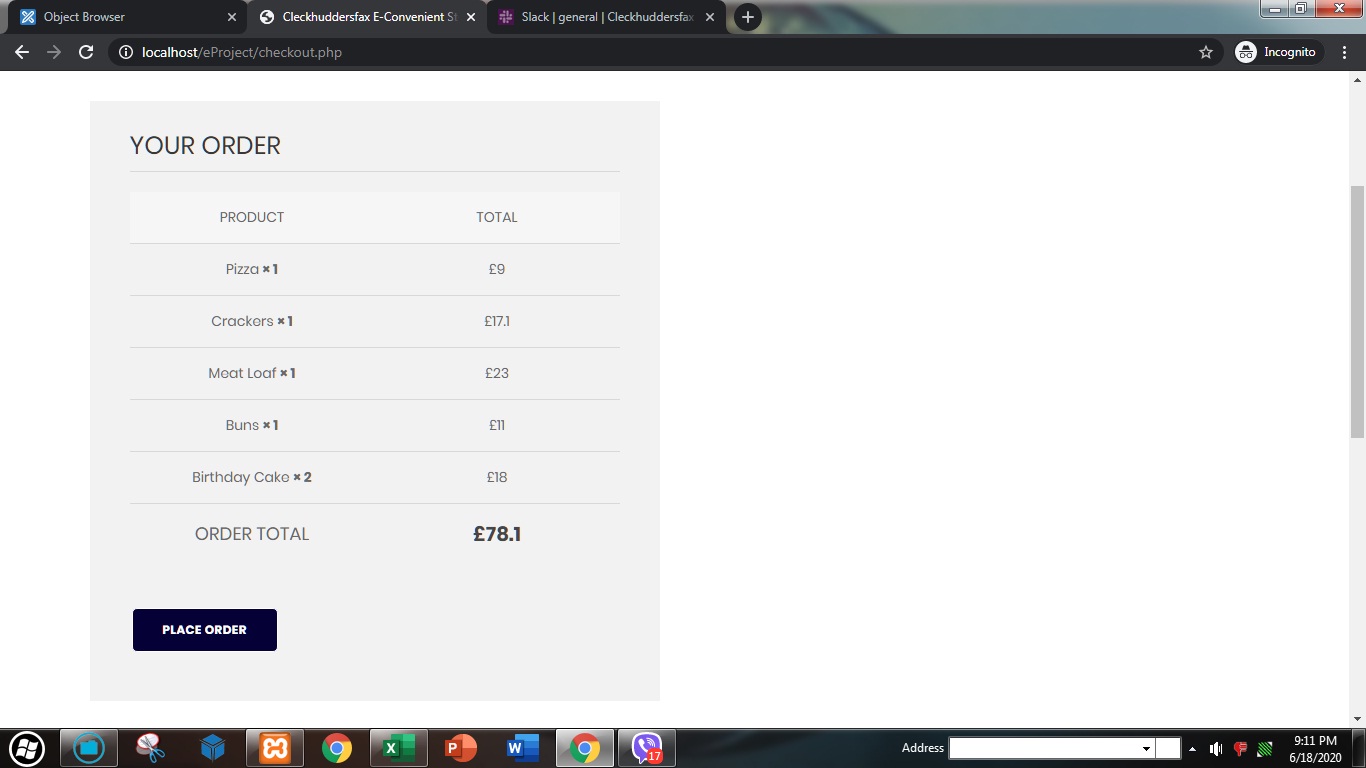 Object Browser
Cleckhuddersfax E-Convenient St
Slack | general | Cleckhuddersfax
localhost/eProject/checkout.php
Incognito
YOUR ORDER
PRODUCT TOTAL
Pizza × 1 £9
Crackers × 1 £17.1
Meat Loaf × 1 £23
Buns × 1 £11
Birthday Cake × 2 £18
ORDER TOTAL £78.1
PLACE ORDER
17
Address
9:11 PM
6/18/2020